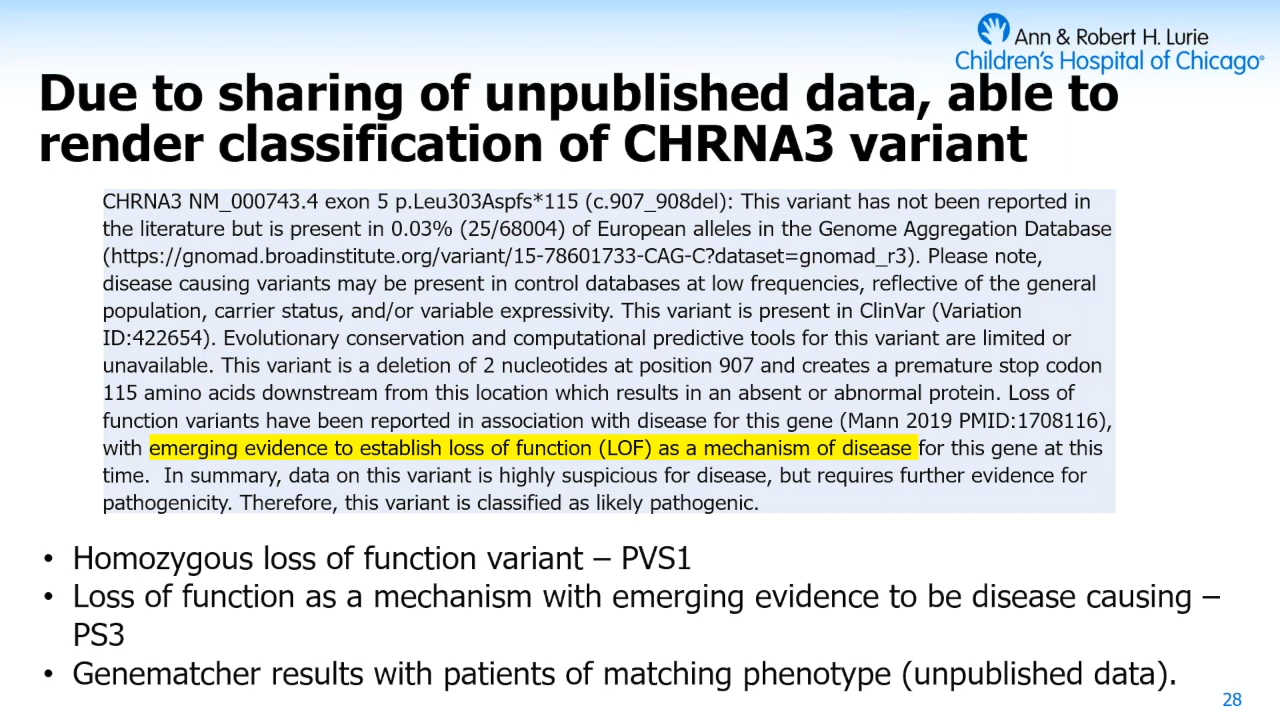 Ann & Robert H. Lurie
Children's Hospital of Chicago®
Due to sharing of unpublished data, able to
render classification of CHRNA3 variant
CHRNA3 NM_000743.4 exon 5 p.Leu303Aspfs*115 (c.907_908del): This variant has not been reported in
the literature but is present in 0.03% (25/68004) of European alleles in the Genome Aggregation Database
(https://gnomad.broadinstitute.org/variant/15-78601733-CAG-C?dataset=gnomad_r3). Please note,
disease causing variants may be present in control databases at low frequencies, reflective of the general
population, carrier status, and/or variable expressivity. This variant is present in ClinVar (Variation
ID:422654). Evolutionary conservation and computational predictive tools for this variant are limited or
unavailable. This variant is a deletion of 2 nucleotides at position 907 and creates a premature stop codon
115 amino acids downstream from this location which results in an absent or abnormal protein. Loss of
function variants have been reported in association with disease for this gene (Mann 2019 PMID:1708116),
with emerging evidence to establish loss of function (LOF) as a mechanism of disease for this gene at this
time. In summary, data on this variant is highly suspicious for disease, but requires further evidence for
pathogenicity. Therefore, this variant is classified as likely pathogenic.
• Homozygous loss of function variant – PVS1
• Loss of function as a mechanism with emerging evidence to be disease causing –
PS3
• Genematcher results with patients of matching phenotype (unpublished data).
28